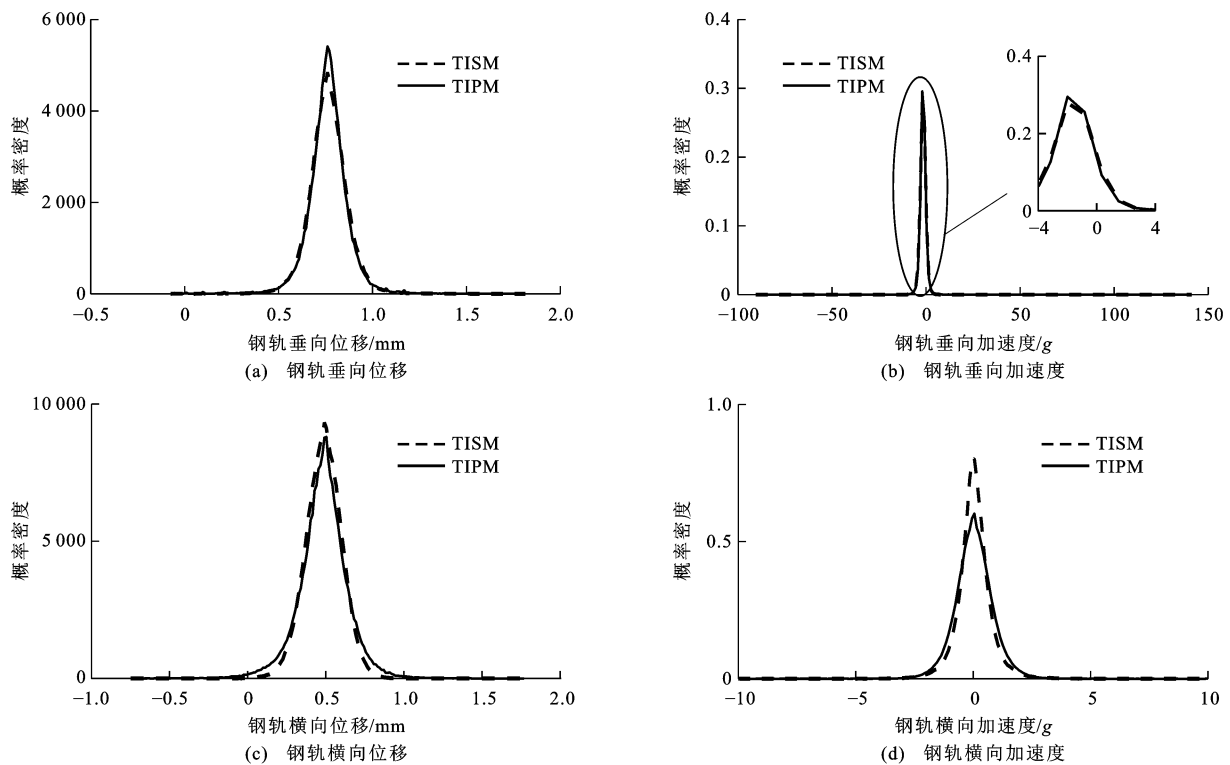 6 000
4 000
2 000
0
概率密度
TISM
TIPM
−0.5
0
0.5
1.0
1.5
2.0
钢轨垂向位移/mm
(a) 钢轨垂向位移
0.4
0.3
0.2
0.1
0
概率密度
TISM
TIPM
0.4
0.2
0
−4
0
4
−100
−50
0
50
100
150
钢轨垂向加速度/g
(b) 钢轨垂向加速度
10 000
5 000
0
概率密度
TISM
TIPM
−1.0
−0.5
0
0.5
1.0
1.5
2.0
钢轨横向位移/mm
(c) 钢轨横向位移
1.0
0.5
0
概率密度
TISM
TIPM
−10
−5
0
5
10
钢轨横向加速度/g
(d) 钢轨横向加速度